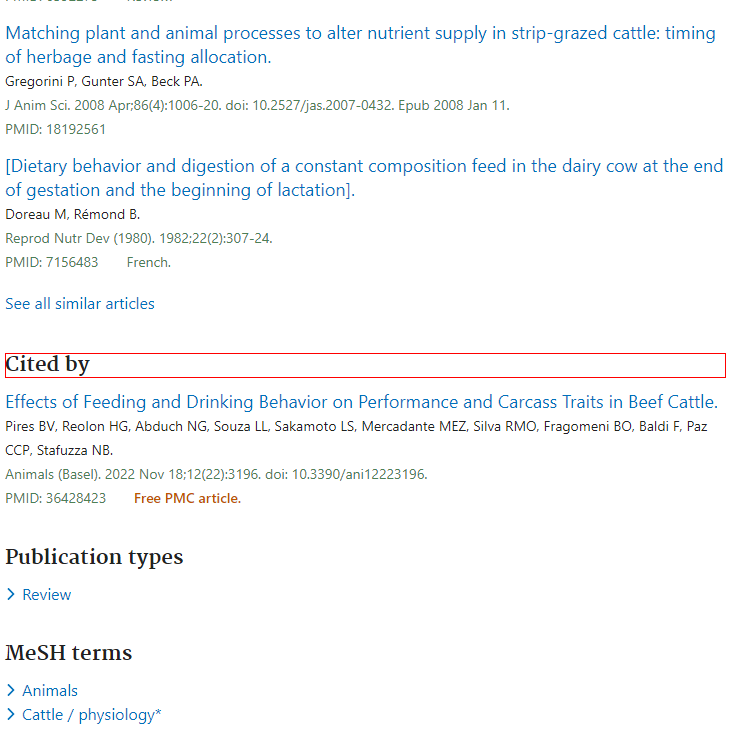 Matching plant and animal processes to alter nutrient supply in strip-grazed cattle: timing
of herbage and fasting allocation.
Gregorini P, Gunter SA, Beck PA.
J Anim Sci. 2008 Apr;86(4):1006-20. doi: 10.2527/jas.2007-0432. Epub 2008 Jan 11.
PMID: 18192561
[Dietary behavior and digestion of a constant composition feed in the dairy cow at the end
of gestation and the beginning of lactation].
Doreau M, Rémond B.
Reprod Nutr Dev (1980). 1982;22(2):307-24.
PMID: 7156483 French.
See all similar articles
Cited by
Effects of Feeding and Drinking Behavior on Performance and Carcass Traits in Beef Cattle.
Pires BV, Reolon HG, Abduch NG, Souza LL, Sakamoto LS, Mercadante MEZ, Silva RMO, Fragomeni BO, Baldi F, Paz
CCP, Stafuzza NB.
Animals (Basel). 2022 Nov 18;12(22):3196. doi: 10.3390/ani12223196.
PMID: 36428423 Free PMC article.
Publication types
Review
MeSH terms
Animals
Cattle / physiology*